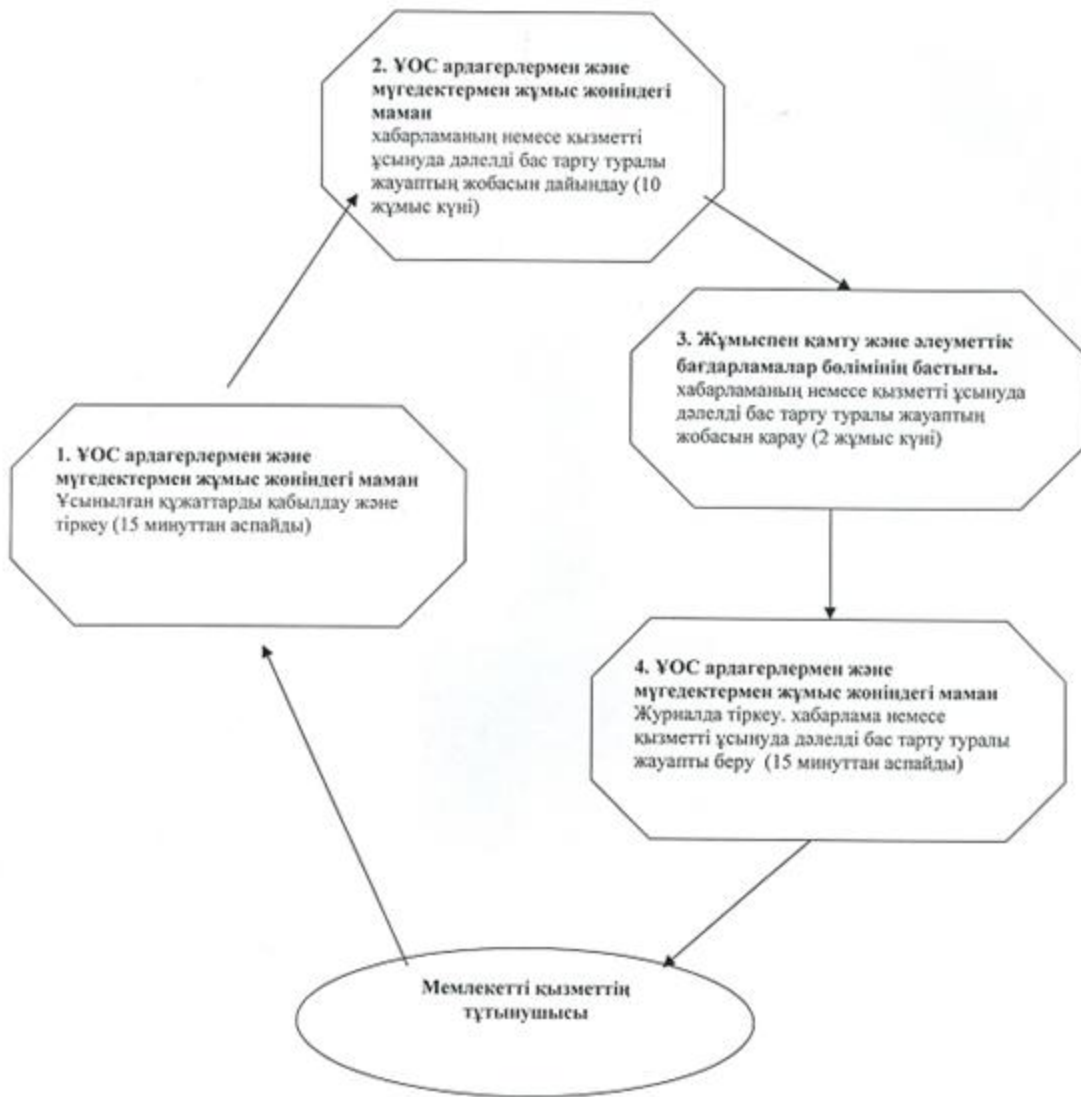 2. ҰОС ардагерлермен және
мүгедектермен жұмыс жөніндегі
маман
хабарламаның немесе қызметті
ұсынуда дәлелді бас тарту туралы
жауаптың жобасын дайындау (10
жұмыс күні)
3. Жұмыспен қамту және әлеуметтік
бағдарламалар бөлімінің бастығы.
хабарламаның немесе қызметті ұсынуда
дәлелді бас тарту туралы жауаптың
жобасын қарау (2 жұмыс күні)
1. ҰОС ардагерлермен және
мүгедектермен жұмыс жөніндегі маман
Ұсынылған құжаттарды қабылдау және
тіркеу (15 минуттан аспайды)
4. ҰОС ардагерлермен және
мүгедектермен жұмыс жөніндегі маман
Журналда тіркеу. хабарлама немесе
қызметті ұсынуда дәлелді бас тарту туралы
жауапты беру (15 минуттан аспайды)
Мемлекетті қызметтің
тұтынушысы